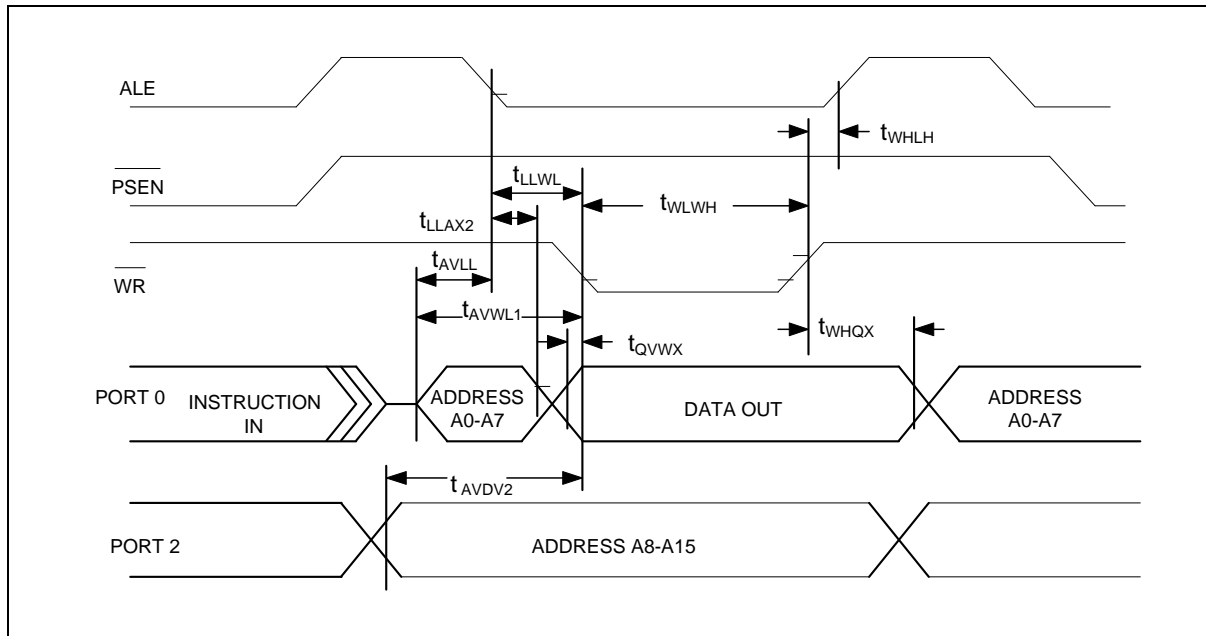 ALE
tWHLH
PSEN
tLLWL
tWLWH
tLLAX2
tAVLL
WR
tAVWL1
tWHQX
tQVWX
PORT 0
INSTRUCTION
IN
ADDRESS
A0-A7
DATA OUT
ADDRESS
A0-A7
t AVDV2
PORT 2
ADDRESS A8-A15